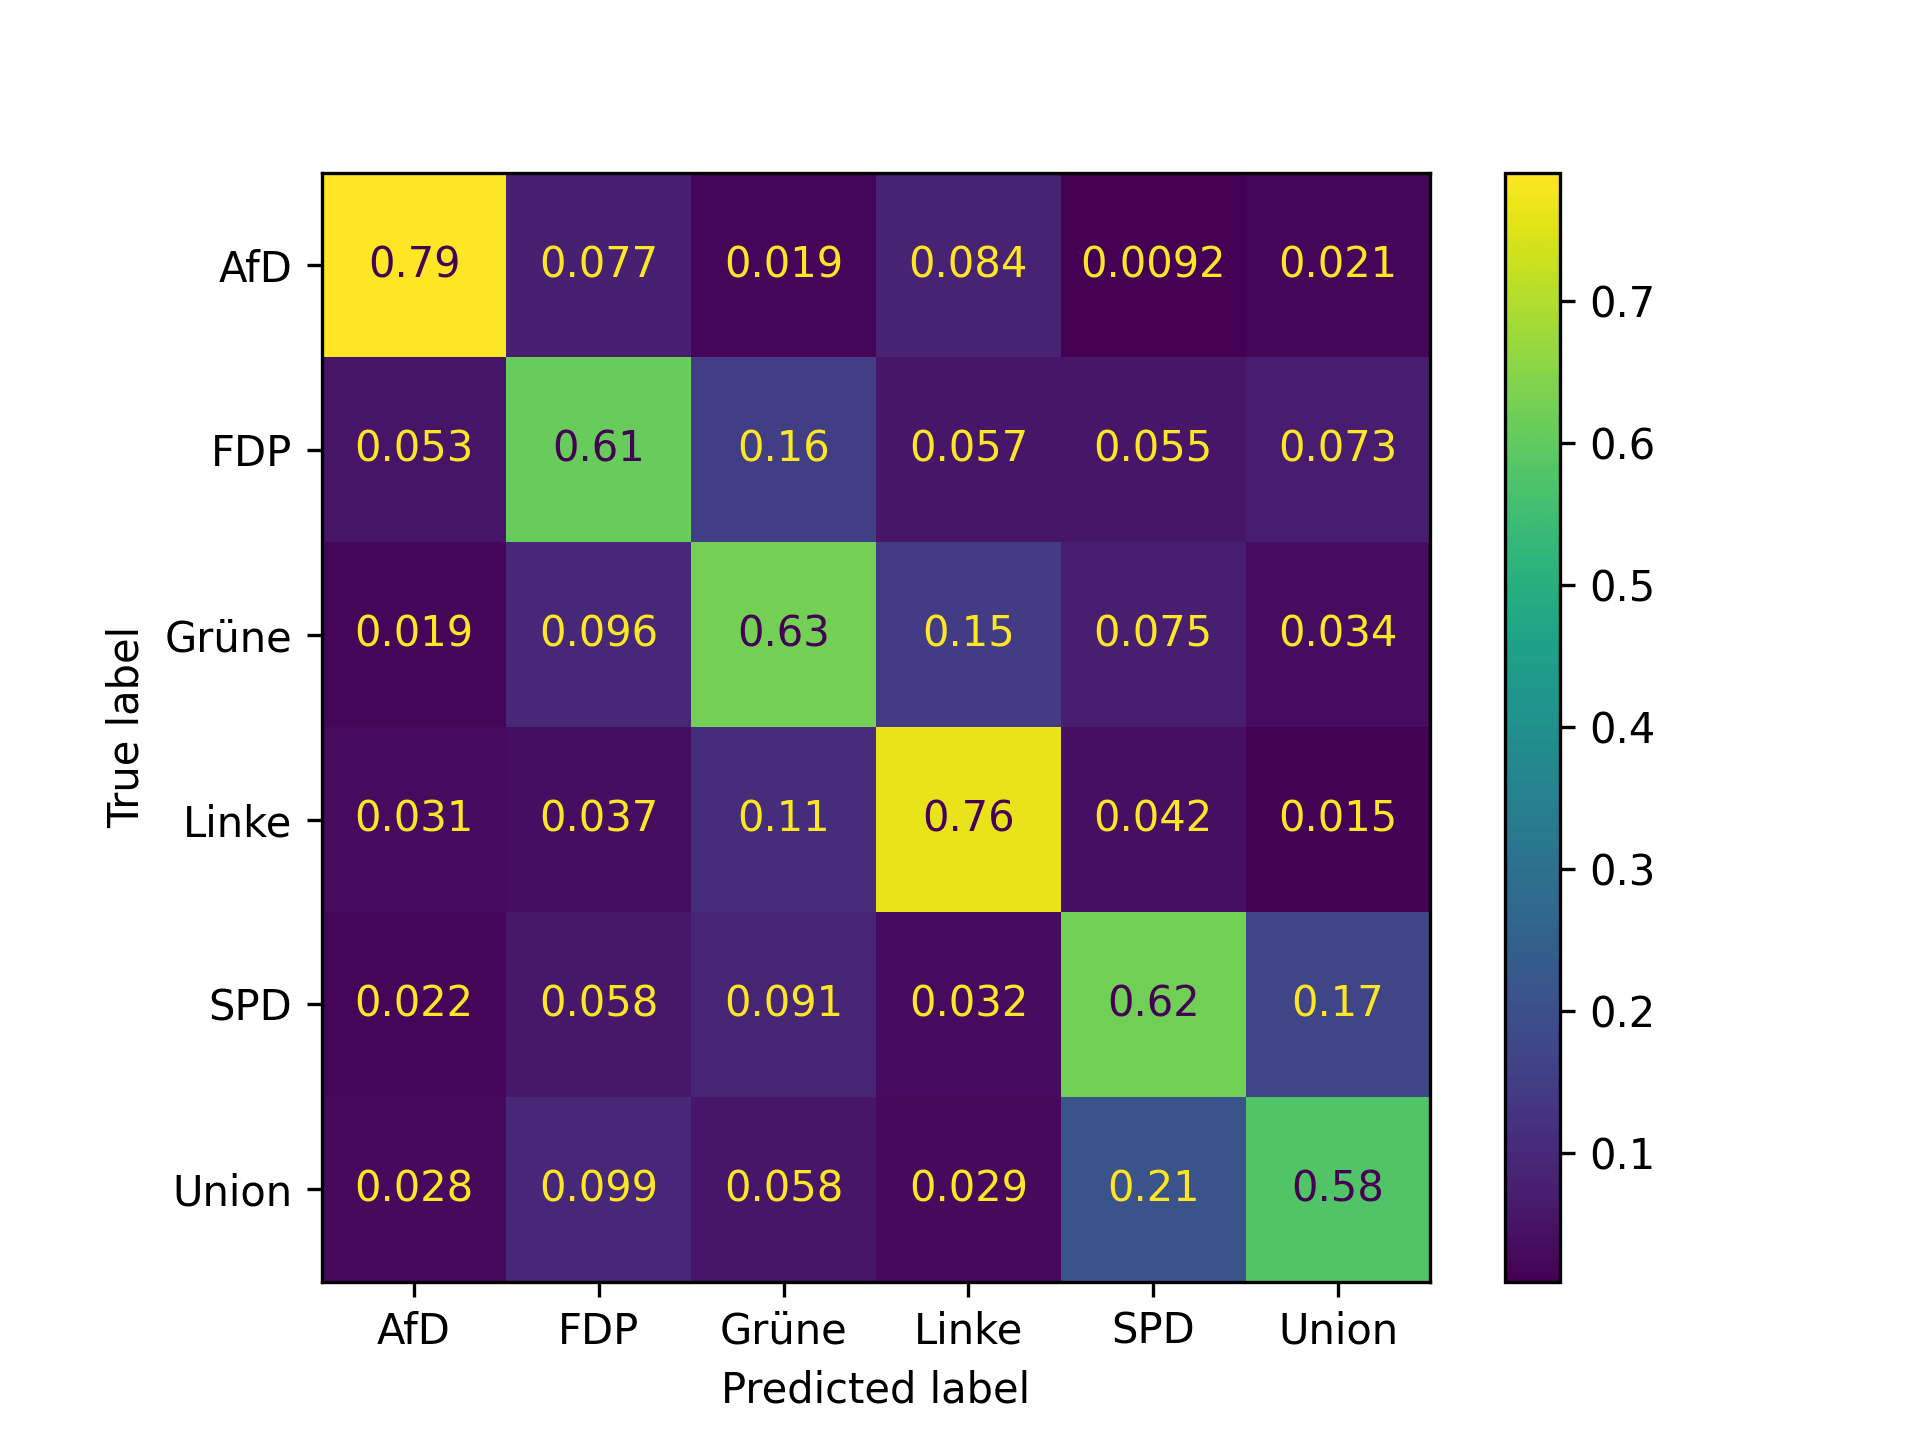 AfD 0.79 0.077 0.019 0.084 0.0092 0.021
FDP 0.053 0.61 0.16 0.057 0.055 0.073
Grüne 0.019 0.096 0.63 0.15 0.075 0.034
Linke 0.031 0.037 0.11 0.76 0.042 0.015
SPD 0.022 0.058 0.091 0.032 0.62 0.17
Union 0.028 0.099 0.058 0.029 0.21 0.58
AfD FDP Grüne Linke SPD Union
Predicted label
True label
0.7
0.6
0.5
0.4
0.3
0.2
0.1